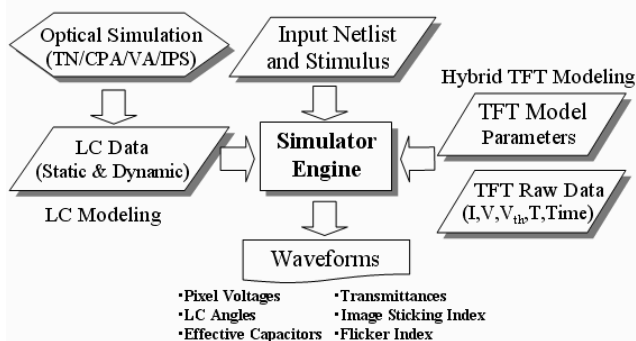 Optical Simulation
(TN/CPA/VA/IPS)
Input Netlist
and Stimulus
Hybrid TFT Modeling
TFT Model
Parameters
LC Data
(Static & Dynamic)
Simulator
Engine
LC Modeling
TFT Raw Data
(I,V,Vth,T,Time)
Waveforms
·Pixel Voltages
·LC Angles
·Effective Capacitors
·Transmittances
·Image Sticking Index
·Flicker Index